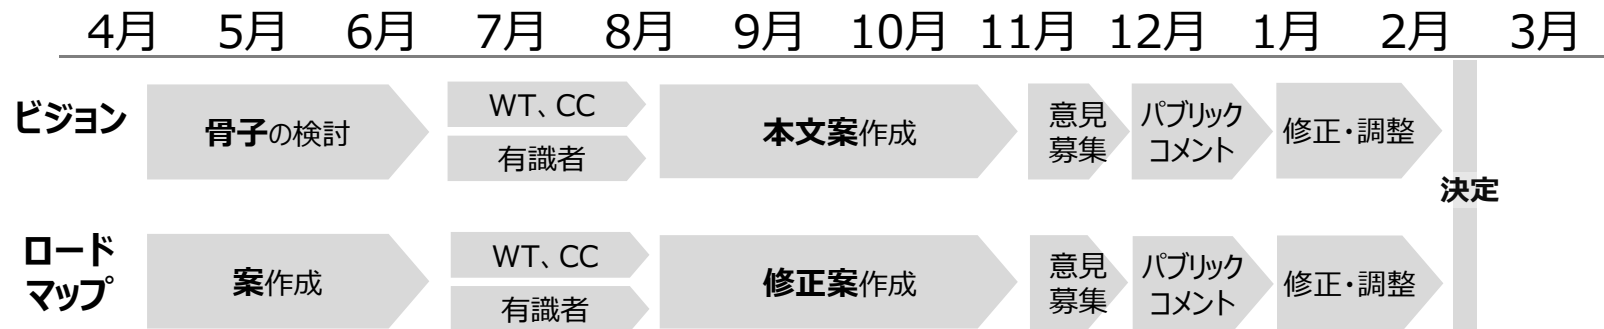 4月 5月 6月 7月 8月 9月 10月 11月 12月 1月 2月 3月
ビジョン
骨子の検討
WT、CC
有識者
本文案作成
意見
募集
パブリック
コメント
修正・調整
決定
ロード
マップ
案作成
WT、CC
有識者
修正案作成
意見
募集
パブリック
コメント
修正・調整